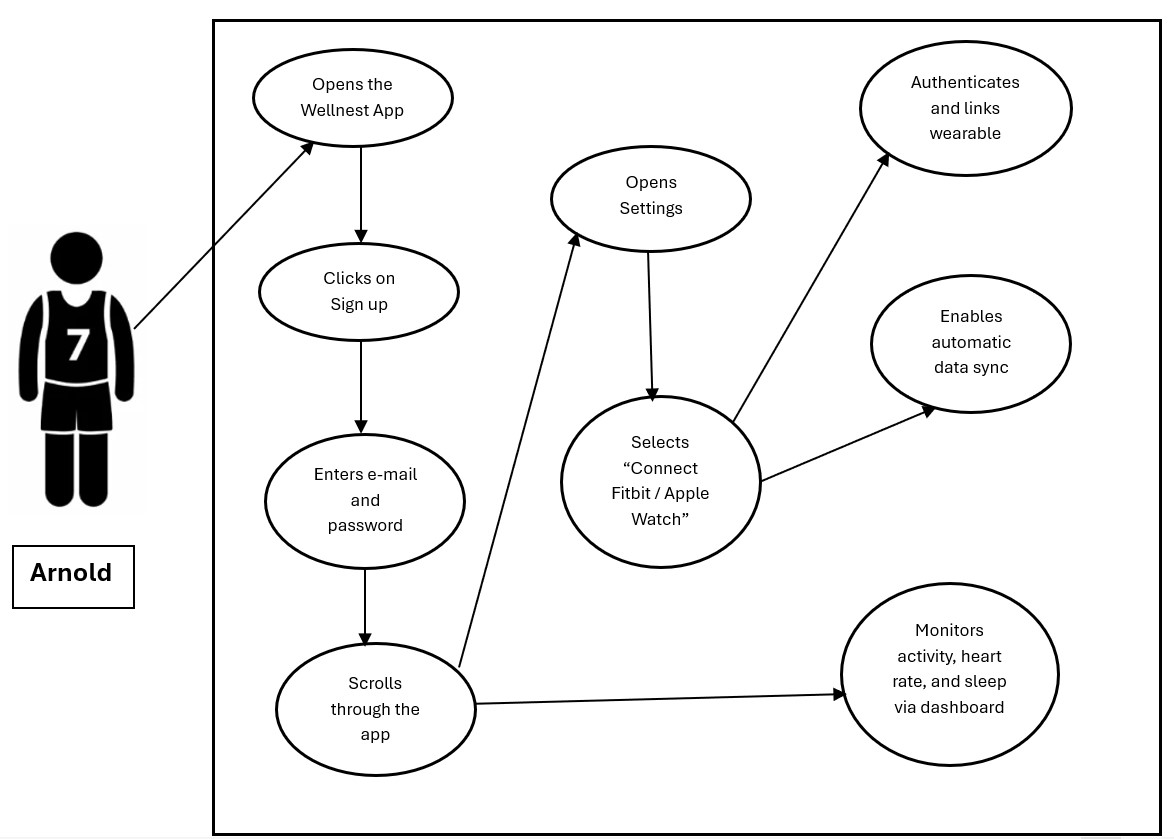 Opens the
Wellnest App
Clicks on
Sign up
Enters e-mail
and
password
Scrolls
through the
app
Opens
Settings
Selects
“Connect
Fitbit / Apple
Watch”
Authenticates
and links
wearable
Enables
automatic
data sync
Monitors
activity, heart
rate, and sleep
via dashboard
7
Arnold